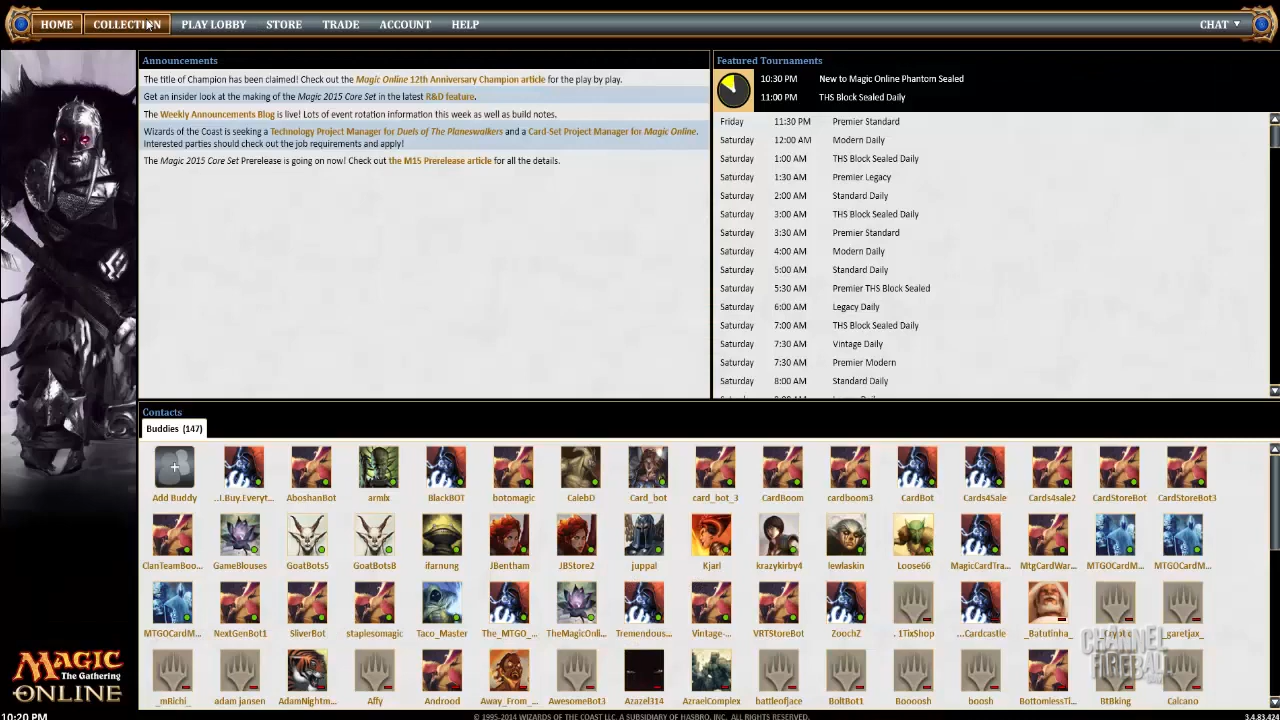 HOME COLLECTION PLAY LOBBY STORE TRADE ACCOUNT HELP CHAT
Announcements
The title of Champion has been claimed! Check out the Magic Online 12th Anniversary Champion article for the play by play.
Get an insider look at the making of the Magic 2015 Core Set in the latest R&D feature.
The Weekly Announcements Blog is live! Lots of event rotation information this week as well as build notes.
Wizards of the Coast is seeking a Technology Project Manager for Duels of The Planeswalkers and a Card-Set Project Manager for Magic Online.
Interested parties should check out the job requirements and apply!
The Magic 2015 Core Set Prerelease is going on now! Check out the M15 Prerelease article for all the details.
Featured Tournaments
10:30 PM New to Magic Online Phantom Sealed
11:00 PM THS Block Sealed Daily
Friday 11:30 PM Premier Standard
Saturday 12:00 AM Modern Daily
Saturday 1:00 AM THS Block Sealed Daily
Saturday 1:30 AM Premier Legacy
Saturday 2:00 AM Standard Daily
Saturday 3:00 AM THS Block Sealed Daily
Saturday 3:30 AM Premier Standard
Saturday 4:00 AM Modern Daily
Saturday 5:00 AM Standard Daily
Saturday 5:30 AM Premier THS Block Sealed
Saturday 6:00 AM Legacy Daily
Saturday 7:00 AM THS Block Sealed Daily
Saturday 7:30 AM Vintage Daily
Saturday 7:30 AM Premier Modern
Saturday 8:00 AM Standard Daily
Contacts
Buddies (147)
Add Buddy ..I.Buy.Everyt... AboshanBot armlx BlackBOT botomagic CalebD Card_bot card_bot_3 CardBoom cardboom3 CardBot Cards4Sale Cards4sale2 CardStoreBot CardStoreBot3
ClanTeamBoo... GameBlouses GoatBots5 GoatBots8 ifarnung JBentham JBStore2 juppal Kjarl krazykirby4 lewlaskin Loose66 MagicCardTra... MtgCardWar... MTGOCardM... MTGOCardM...
MTGOCardM... NextGenBot1 SliverBot staplesomagic Taco_Master The_MTGO_... TheMagicOnli... Tremendous... Vintage-... VRTStoreBot ZoochZ . 1TixShop ...Cardcastle _Batutinha_ _garetjax_
_mRichi_ adam jansen AdamNightm... Affy Androod Away_From_... AwesomeBot3 Azazel314 AzraelComplex battleofjace BoltBot1 Boooosh boosh BottomlessTi... BtBking Calcano
CHANNEL
FIREBALL
MAGIC
The Gathering
ONLINE
10:20 PM © 1995-2014 WIZARDS OF THE COAST LLC, A SUBSIDIARY OF HASBRO, INC. ALL RIGHTS RESERVED. 3.4.83.424